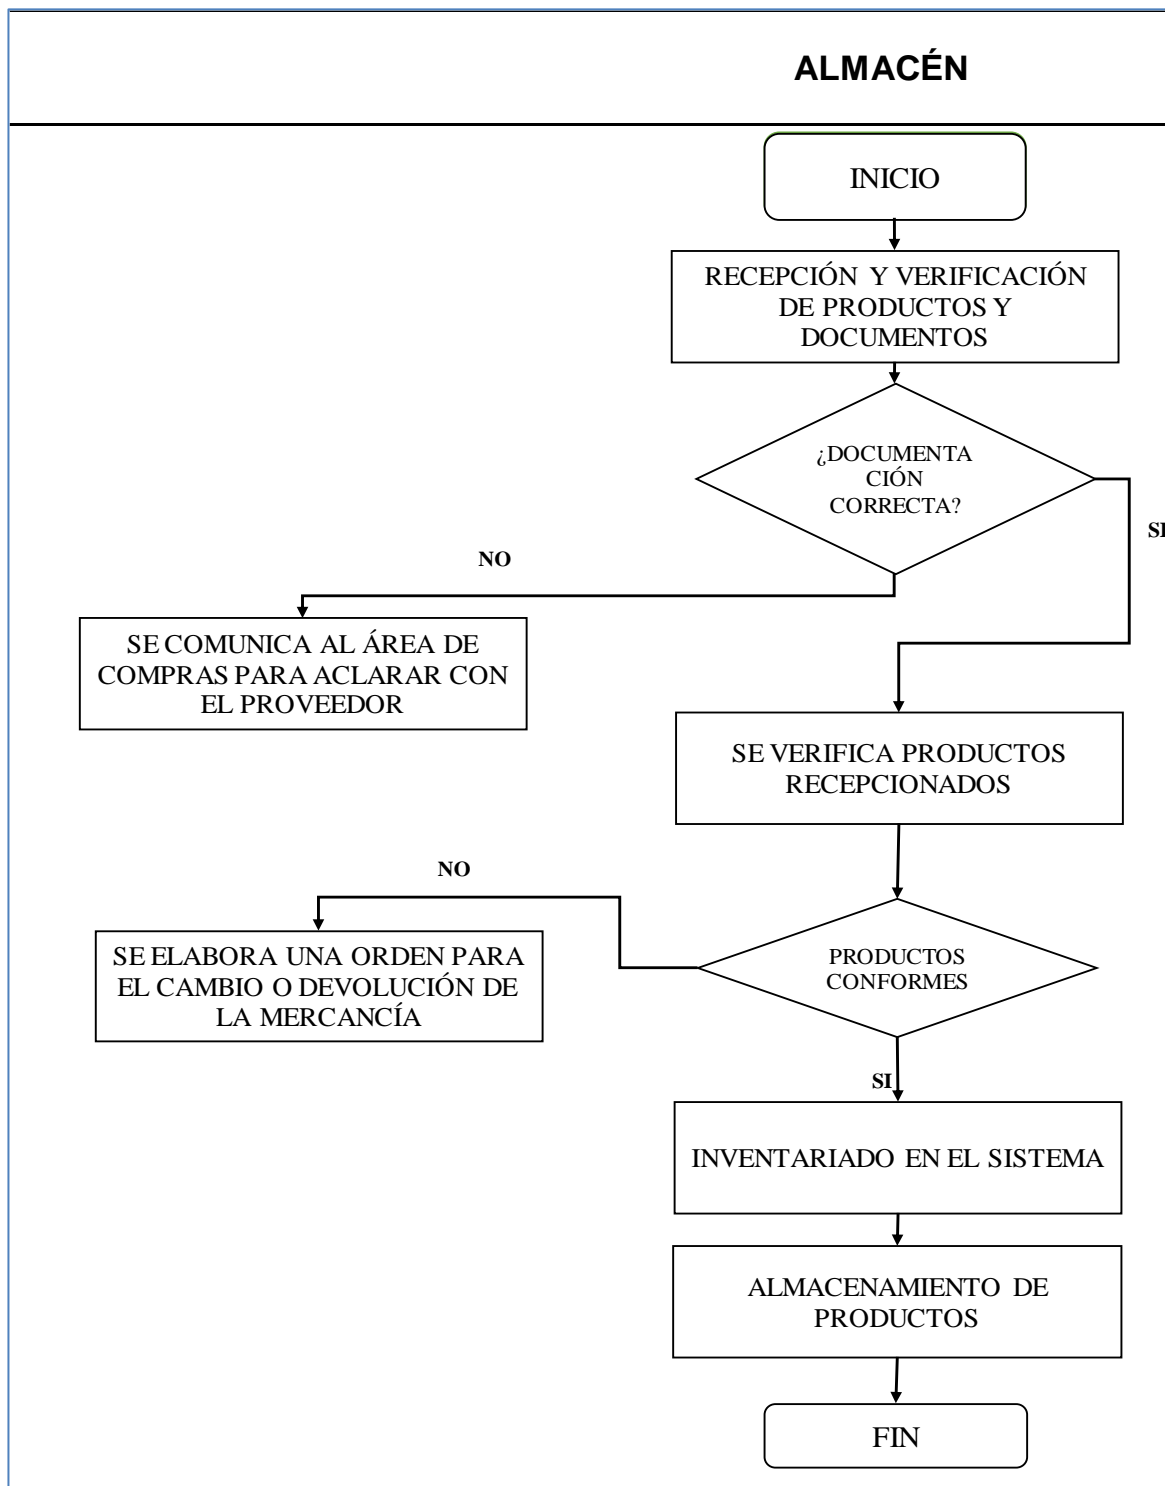 ALMACÉN
INICIO
RECEPCIÓN Y VERIFICACIÓN
DE PRODUCTOS Y
DOCUMENTOS
¿DOCUMENTA
CIÓN
CORRECTA?
SI
NO
SE COMUNICA AL ÁREA DE
COMPRAS PARA ACLARAR CON
EL PROVEEDOR
SE VERIFICA PRODUCTOS
RECEPCIONADOS
NO
SE ELABORA UNA ORDEN PARA
EL CAMBIO O DEVOLUCIÓN DE
LA MERCANCÍA
PRODUCTOS
CONFORMES
SI
INVENTARIADO EN EL SISTEMA
ALMACENAMIENTO DE
PRODUCTOS
FIN